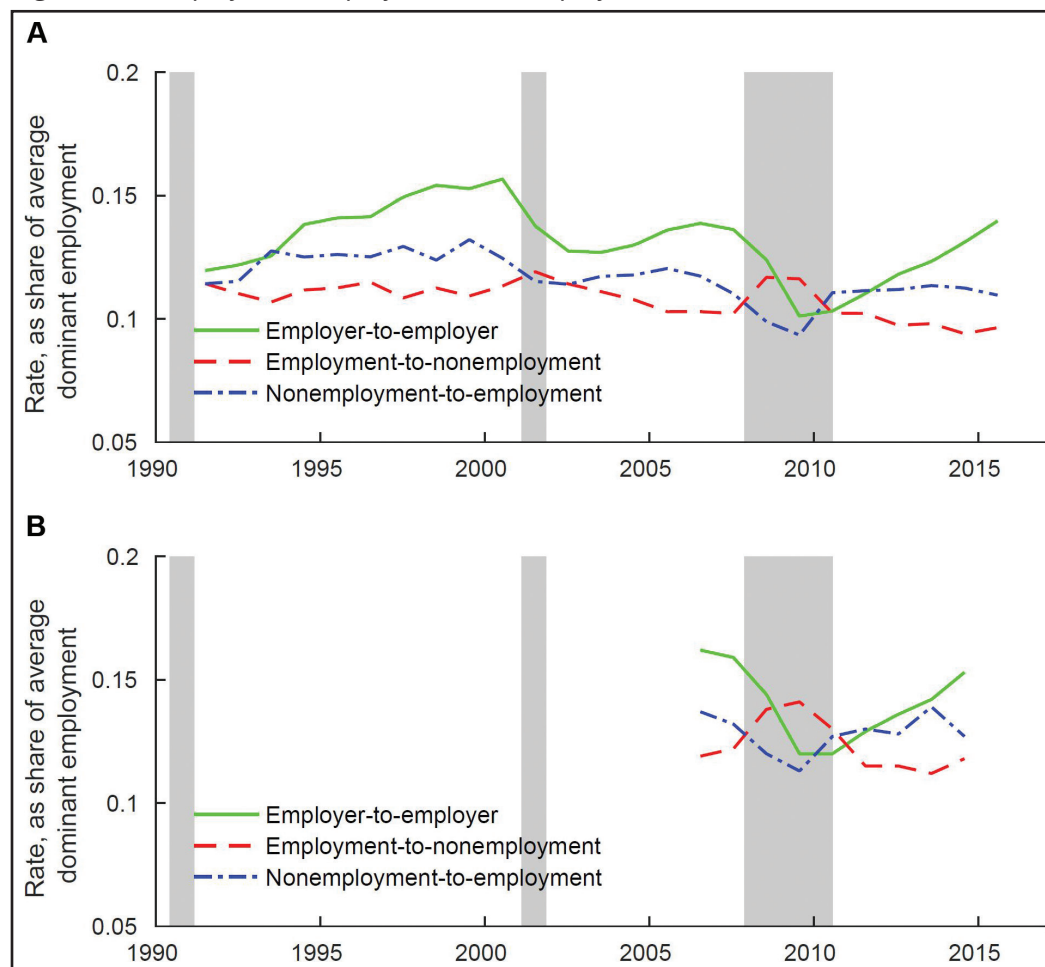 A
Rate, as share of average
dominant employment
0.2
0.15
0.1
0.05
Employer-to-employer
Employment-to-nonemployment
Nonemployment-to-employment
1990 1995 2000 2005 2010 2015
B
Rate, as share of average
dominant employment
0.2
0.15
0.1
0.05
Employer-to-employer
Employment-to-nonemployment
Nonemployment-to-employment
1990 1995 2000 2005 2010 2015